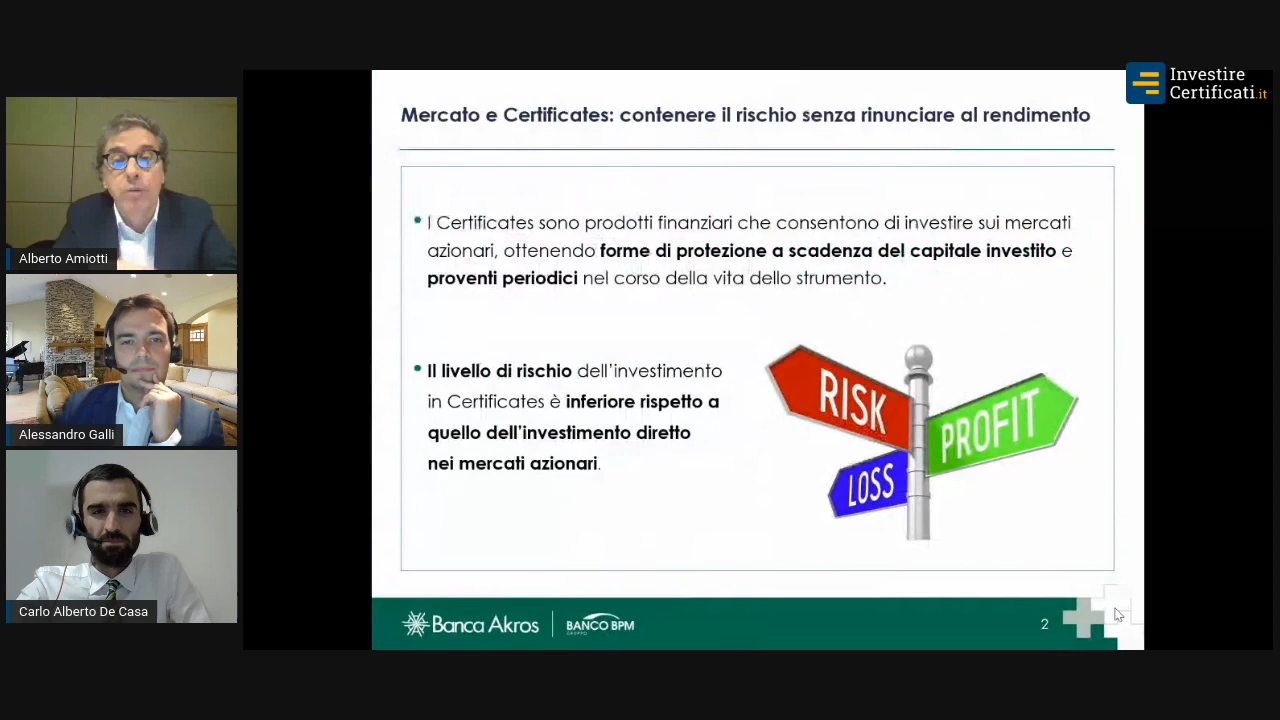 Investire
Certificati.it
Mercato e Certificates: contenere il rischio senza rinunciare al rendimento
• I Certificates sono prodotti finanziari che consentono di investire sui mercati
azionari, ottenendo forme di protezione a scadenza del capitale investito e
proventi periodici nel corso della vita dello strumento.
• Il livello di rischio dell'investimento
in Certificates è inferiore rispetto a
quello dell'investimento diretto
nei mercati azionari.
RISK
PROFIT
LOSS
Banca Akros
BANCO BPM
GRUPPO
2
Alberto Amiotti
Alessandro Galli
Carlo Alberto De Casa